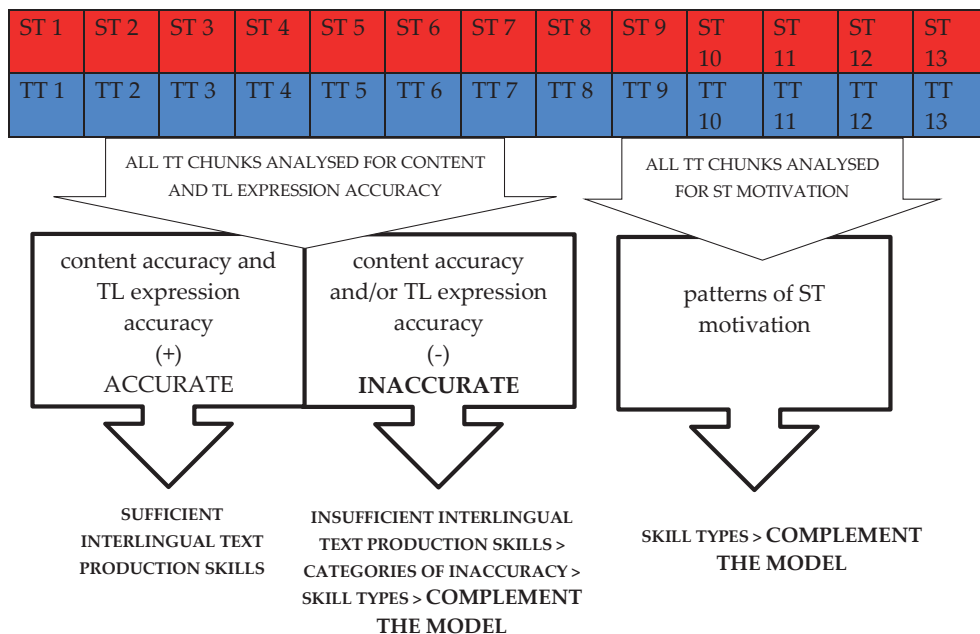 ST 1 ST 2 ST 3 ST 4 ST 5 ST 6 ST 7 ST 8 ST 9 ST 10 ST 11 ST 12 ST 13
TT 1 TT 2 TT 3 TT 4 TT 5 TT 6 TT 7 TT 8 TT 9 TT 10 TT 11 TT 12 TT 13
ALL TT CHUNKS ANALYSED FOR CONTENT
AND TL EXPRESSION ACCURACY
ALL TT CHUNKS ANALYSED
FOR ST MOTIVATION
content accuracy and
TL expression
accuracy
(+)
ACCURATE
content accuracy
and/or TL expression
accuracy
(-)
INACCURATE
patterns of ST
motivation
SUFFICIENT
INTERLINGUAL TEXT
PRODUCTION SKILLS
INSUFFICIENT INTERLINGUAL
TEXT PRODUCTION SKILLS >
CATEGORIES OF INACCURACY >
SKILL TYPES > COMPLEMENT
THE MODEL
SKILL TYPES > COMPLEMENT
THE MODEL